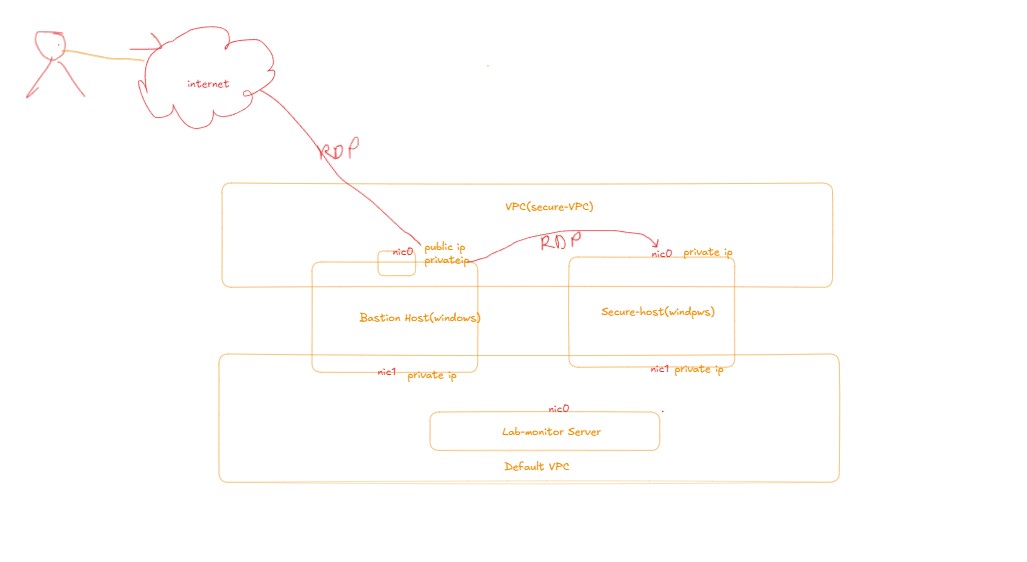 internet
RDP
VPC(secure-VPC)
RDP
public ip
nic0
privateip
nic0 private ip
Bastion Host(windows)
Secure-host(windpws)
nic1 private ip
nic1 private ip
nic0
Lab-monitor Server
Default VPC